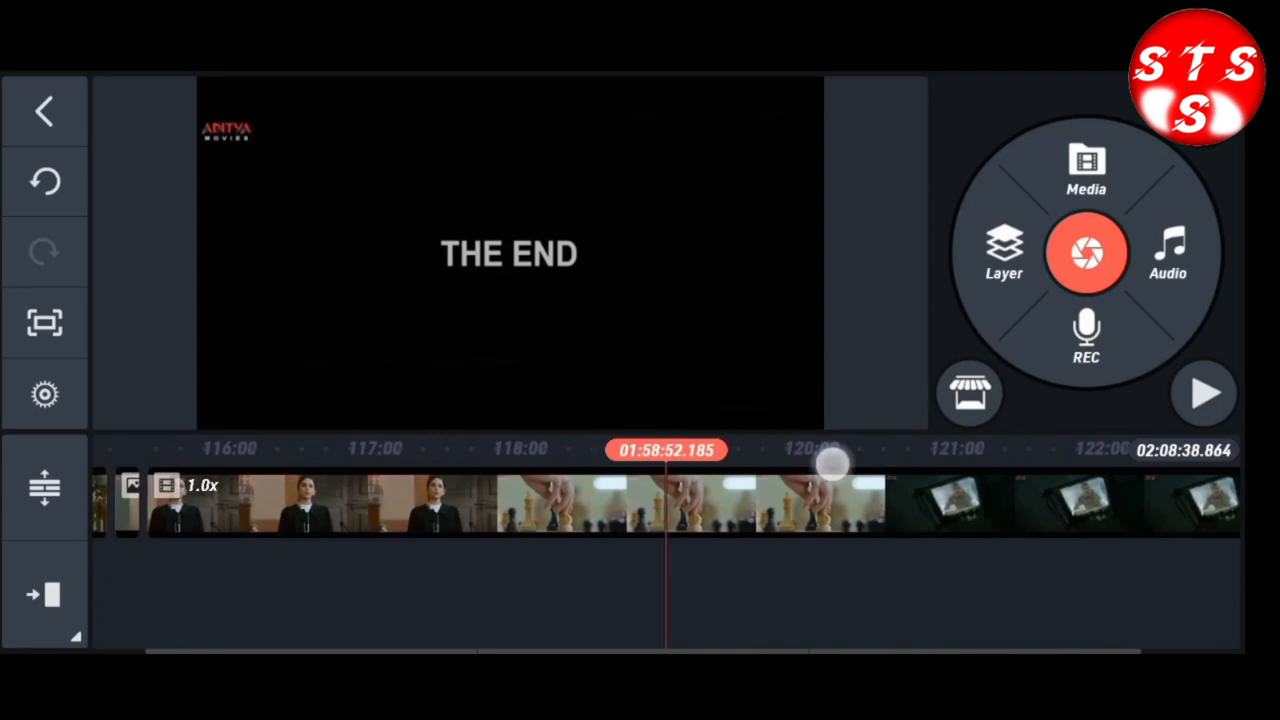 STS
S
ADITYA
MOVIES
THE END
Media
Layer
Audio
REC
116:00
117:00
118:00
01:58:52.185
120:00
121:00
122:00
02:08:38.864
1.0x